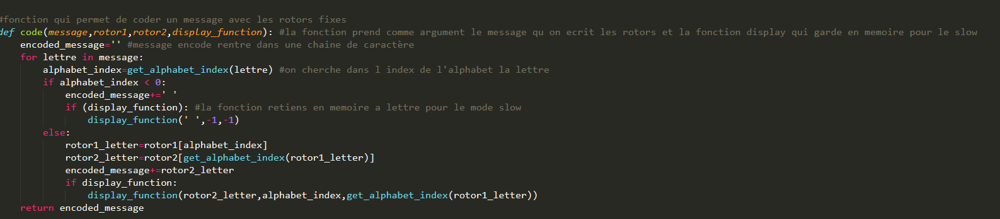 #fonction qui permet de coder un message avec les rotors fixes
def code(message,rotor1,rotor2,display_function): #la fonction prend comme argument le message qu on ecrit les rotors et la fonction display qui garde en memoire pour le slow
    encoded_message='' #message encode rentre dans une chaine de caractère
    for lettre in message:
        alphabet_index=get_alphabet_index(lettre) #on cherche dans l index de l'alphabet la lettre
        if alphabet_index < 0:
            encoded_message+=' '
            if (display_function): #la fonction retiens en memoire a lettre pour le mode slow
                display_function(' ',-1,-1)
        else:
            rotor1_letter=rotor1[alphabet_index]
            rotor2_letter=rotor2[get_alphabet_index(rotor1_letter)]
            encoded_message+=rotor2_letter
            if display_function:
                display_function(rotor2_letter,alphabet_index,get_alphabet_index(rotor1_letter))
    return encoded_message